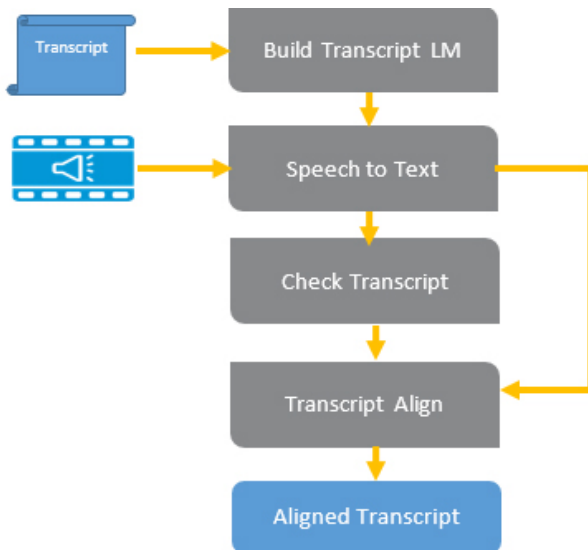 Transcript
Build Transcript LM
Speech to Text
Check Transcript
Transcript Align
Aligned Transcript